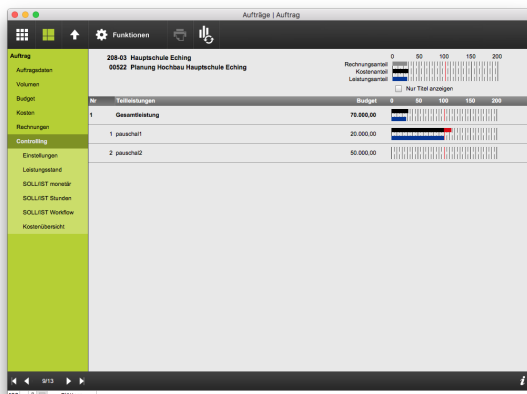 Aufträge | Auftrag
Funktionen
Auftrag
Auftragsdaten
Volumen
Budget
Kosten
Rechnungen
Controlling
Einstellungen
Leistungsstand
SOLL/IST monetär
SOLL/IST Stunden
SOLL/IST Workflow
Kostenübersicht
208-03 Hauptschule Eching
00522 Planung Hochbau Hauptschule Eching
0 50 100 150 200
Rechnungsanteil
Kostenanteil
Leistungsanteil
Nur Titel anzeigen
Nr Teilleistungen Budget 0 50 100 150 200
1 Gesamtleistung 70.000,00
1 pauschal1 20.000,00
2 pauschal2 50.000,00
9/13
i